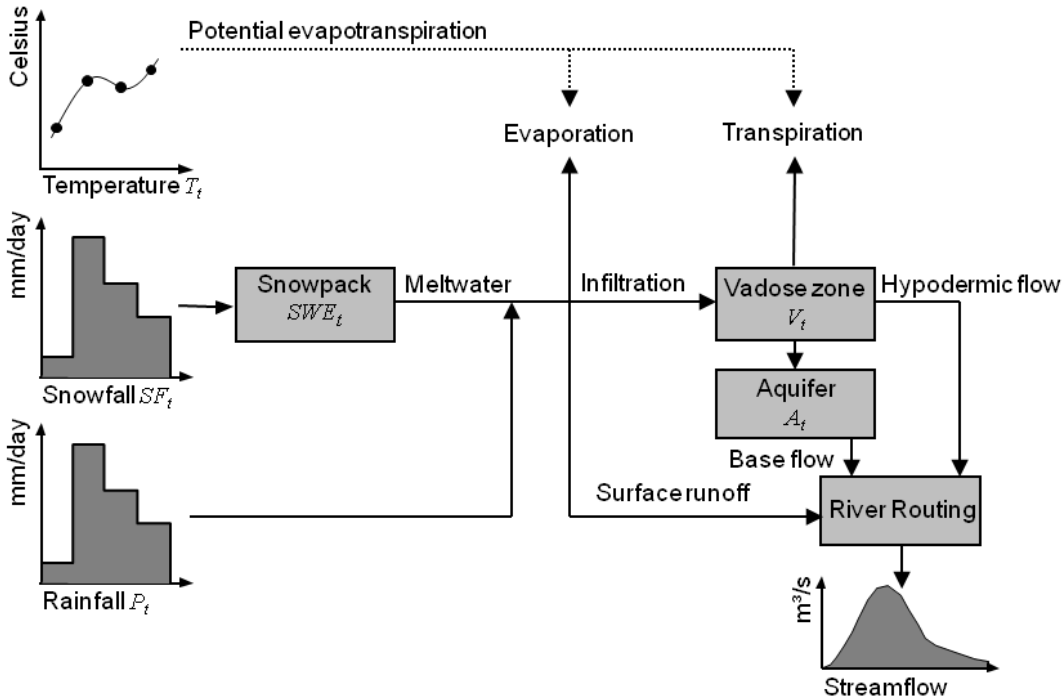 Celsius
Potential evapotranspiration
Evaporation
Transpiration
Temperature T_t
mm/day
Snowpack
SWE_t
Meltwater
Infiltration
Vadose zone
V_t
Hypodermic flow
Snowfall SF_t
Aquifer
A_t
Base flow
mm/day
Surface runoff
River Routing
Rainfall P_t
m³/s
Streamflow